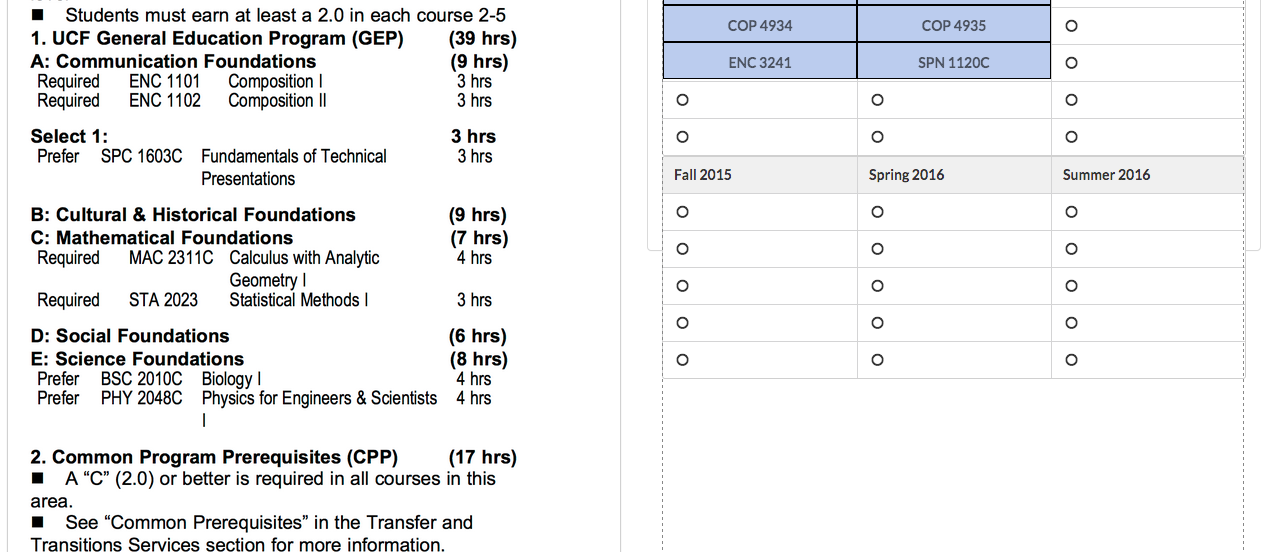 ■ Students must earn at least a 2.0 in each course 2-5
1. UCF General Education Program (GEP) (39 hrs)
A: Communication Foundations (9 hrs)
Required ENC 1101 Composition I 3 hrs
Required ENC 1102 Composition II 3 hrs
Select 1: 3 hrs
Prefer SPC 1603C Fundamentals of Technical 3 hrs
Presentations
B: Cultural & Historical Foundations (9 hrs)
C: Mathematical Foundations (7 hrs)
Required MAC 2311C Calculus with Analytic 4 hrs
Geometry I
Required STA 2023 Statistical Methods I 3 hrs
D: Social Foundations (6 hrs)
E: Science Foundations (8 hrs)
Prefer BSC 2010C Biology I 4 hrs
Prefer PHY 2048C Physics for Engineers & Scientists 4 hrs
I
2. Common Program Prerequisites (CPP) (17 hrs)
■ A “C” (2.0) or better is required in all courses in this
area.
■ See “Common Prerequisites” in the Transfer and
Transitions Services section for more information.
COP 4934 COP 4935
ENC 3241 SPN 1120C
Fall 2015 Spring 2016 Summer 2016